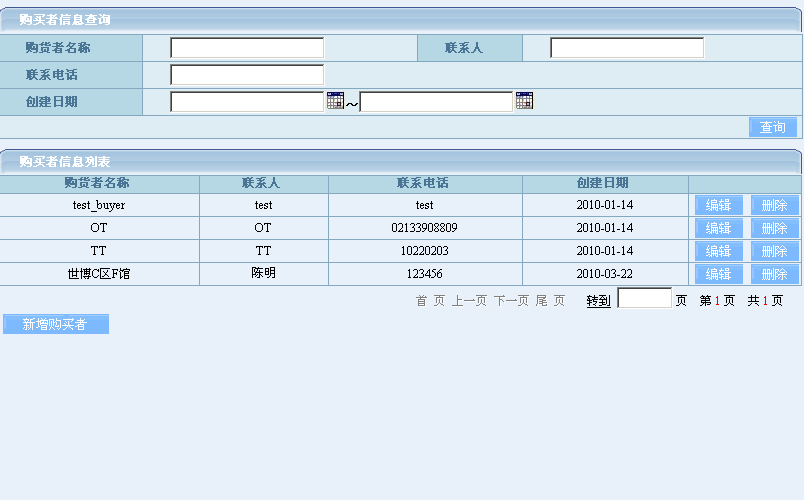 购买者信息查询
购货者名称 联系人
联系电话
创建日期 ~
查询
购买者信息列表
购货者名称 联系人 联系电话 创建日期
test_buyer test test 2010-01-14 编辑 删除
OT OT 02133908809 2010-01-14 编辑 删除
TT TT 10220203 2010-01-14 编辑 删除
世博C区F馆 陈明 123456 2010-03-22 编辑 删除
首 页 上一页 下一页 尾 页 转到 页 第1页 共1页
新增购买者